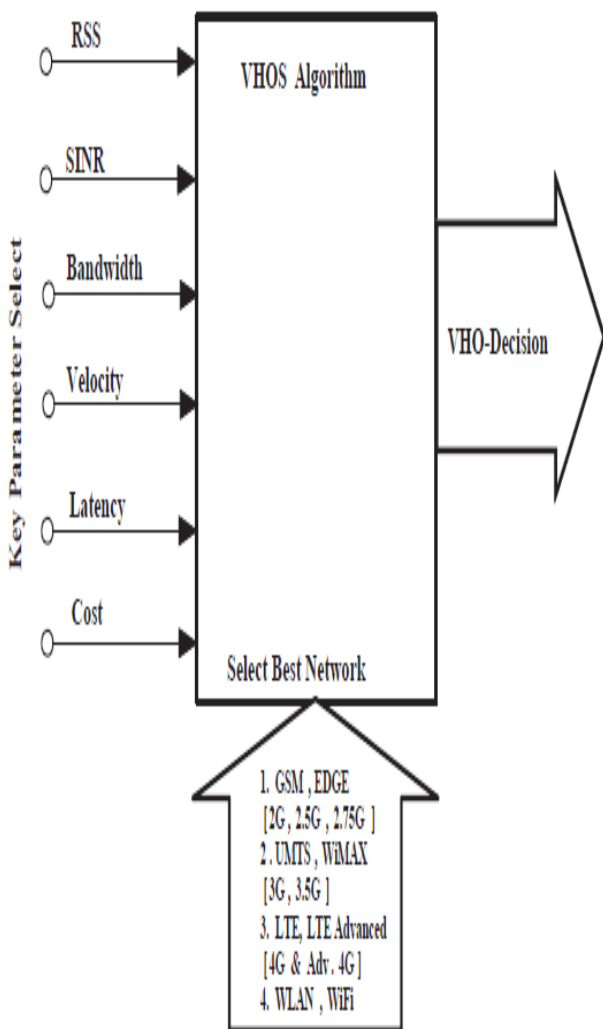 Key Parameter Select
RSS
SINR
Bandwidth
Velocity
Latency
Cost
VHOS Algorithm
Select Best Network
VHO-Decision
1. GSM , EDGE
[2G , 2.5G , 2.75G ]
2 . UMTS , WiMAX
[3G , 3.5G ]
3. LTE, LTE Advanced
[4G & Adv . 4G ]
4. WLAN , WiFi